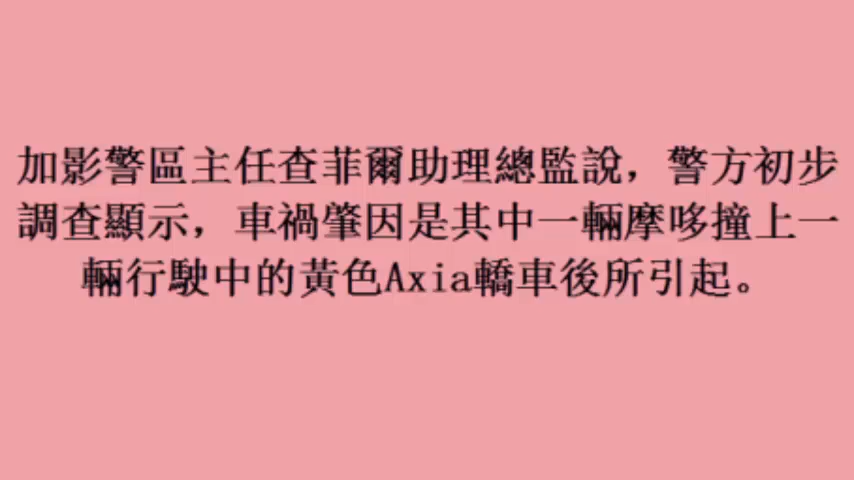 加影警區主任查菲爾助理總監說，警方初步
調查顯示，車禍肇因是其中一輛摩哆撞上一
輛行駛中的黃色Axia轎車後所引起。